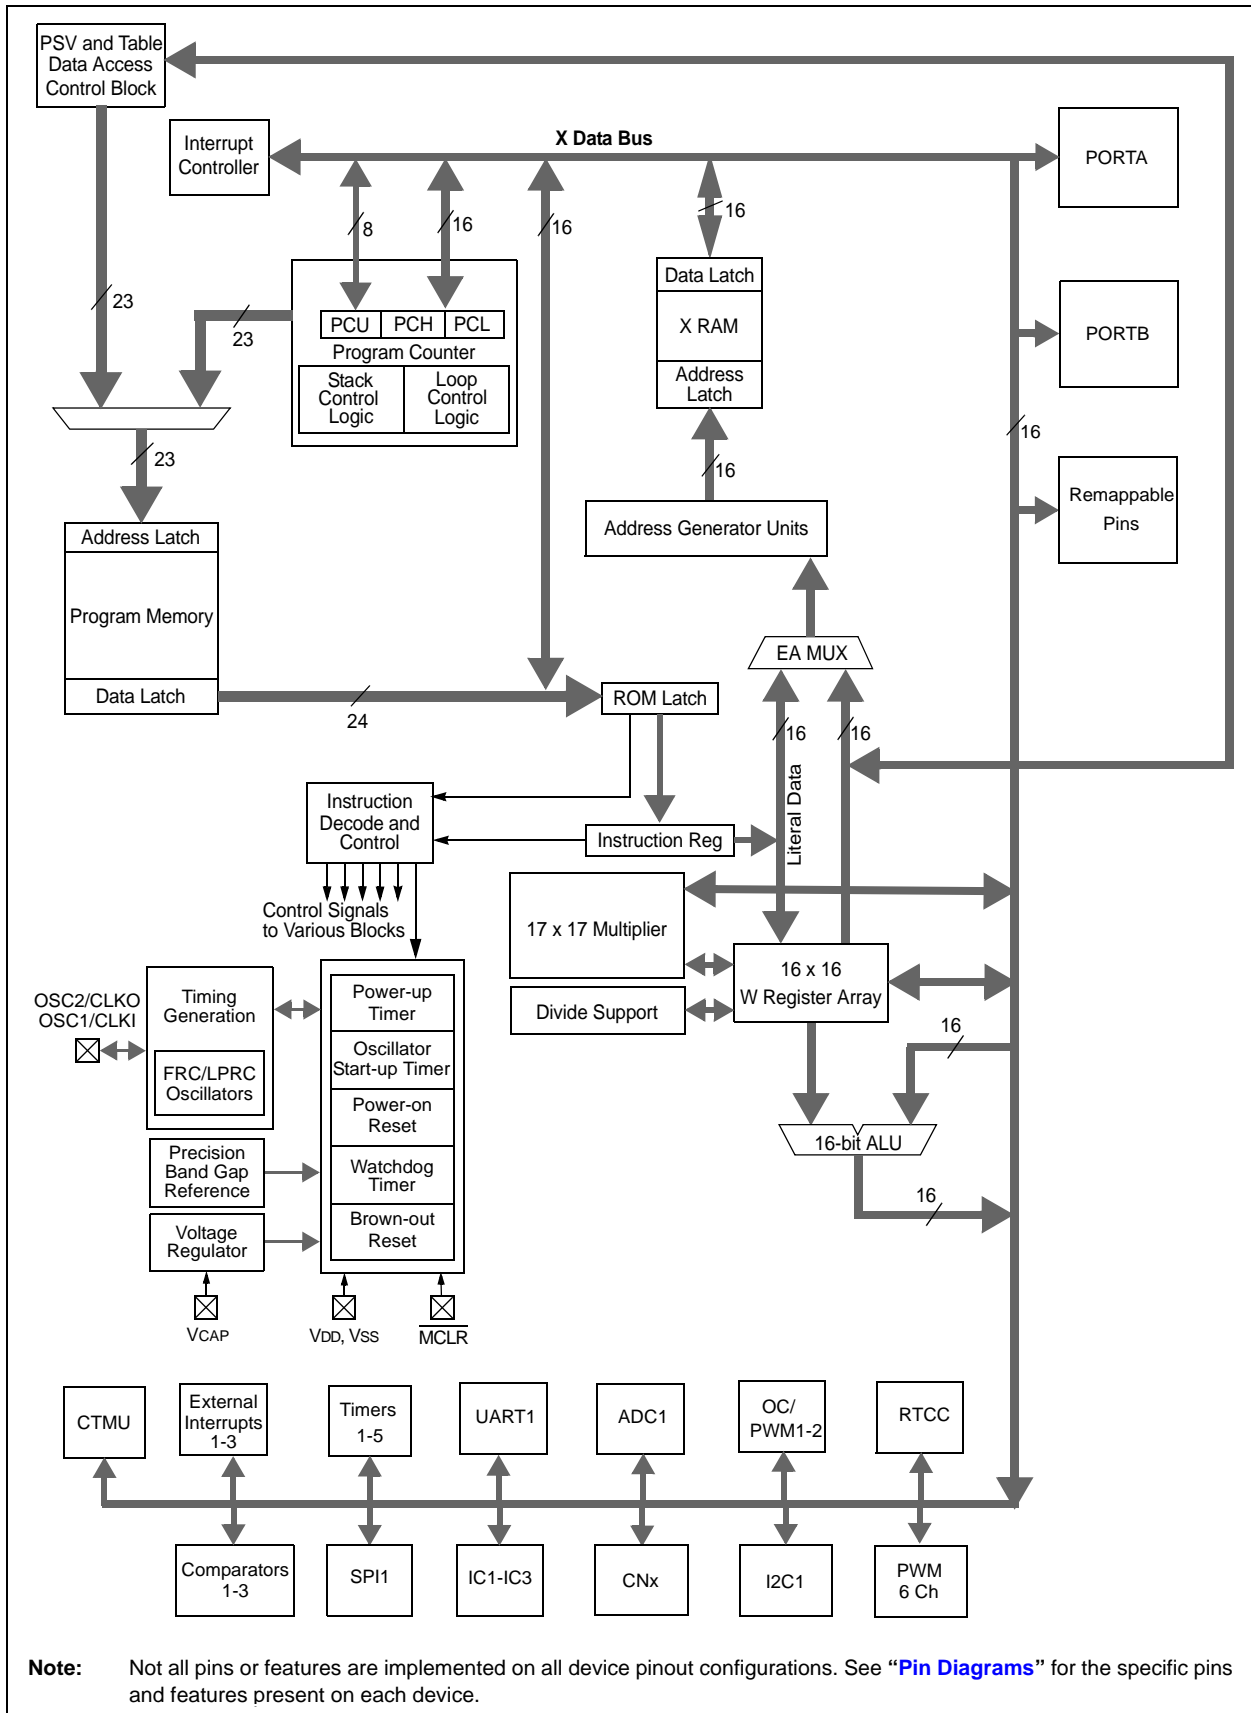 PSV and Table
Data Access
Control Block
Interrupt
Controller
X Data Bus
PORTA
8
16
16
16
23
23
PCU
PCH
PCL
Program Counter
Stack
Control
Logic
Loop
Control
Logic
Data Latch
X RAM
Address
Latch
PORTB
16
23
16
Remappable
Pins
Address Latch
Program Memory
Data Latch
24
Address Generator Units
EA MUX
ROM Latch
16
16
Literal Data
Instruction
Decode and
Control
Instruction Reg
Control Signals
to Various Blocks
17 x 17 Multiplier
16 x 16
W Register Array
Divide Support
OSC2/CLKO
OSC1/CLKI
Timing
Generation
FRC/LPRC
Oscillators
Power-up
Timer
Oscillator
Start-up Timer
Power-on
Reset
Watchdog
Timer
Brown-out
Reset
16
16-bit ALU
16
Precision
Band Gap
Reference
Voltage
Regulator
VCAP
VDD, VSS
MCLR
CTMU
External
Interrupts
1-3
Timers
1-5
UART1
ADC1
OC/
PWM1-2
RTCC
Comparators
1-3
SPI1
IC1-IC3
CNx
I2C1
PWM
6 Ch
Note: Not all pins or features are implemented on all device pinout configurations. See “Pin Diagrams” for the specific pins
and features present on each device.